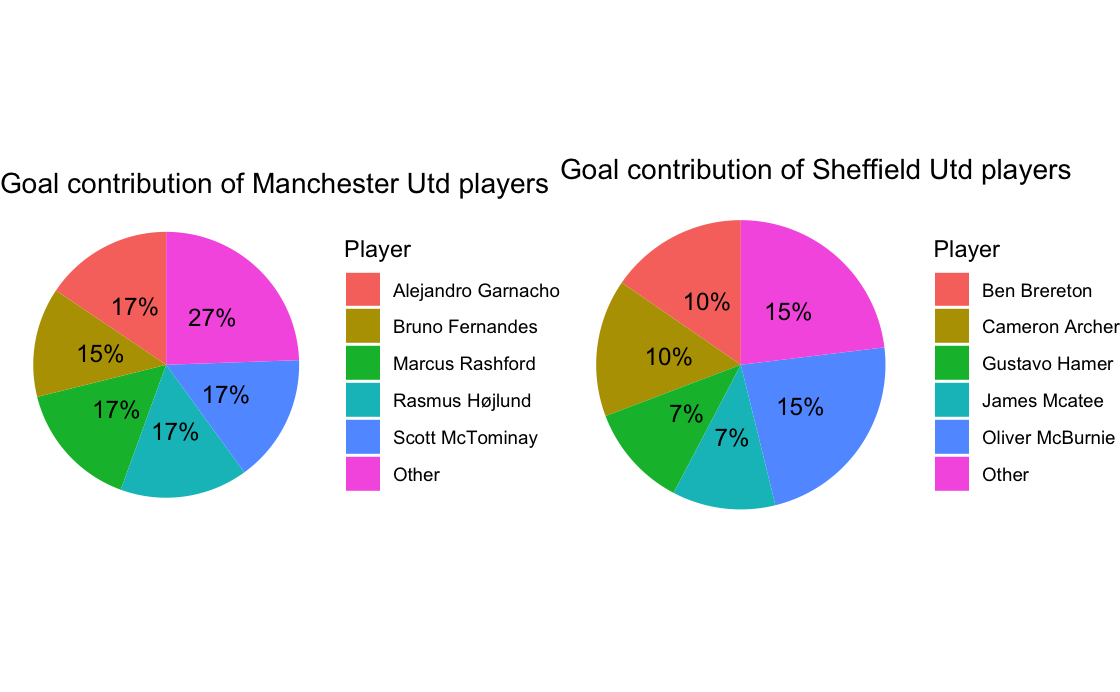 Goal contribution of Manchester Utd players
Player
Alejandro Garnacho
Bruno Fernandes
Marcus Rashford
Rasmus Højlund
Scott McTominay
Other
17%
27%
15%
17%
17%
17%
Goal contribution of Sheffield Utd players
Player
Ben Brereton
Cameron Archer
Gustavo Hamer
James Mcatee
Oliver McBurnie
Other
10%
15%
10%
15%
7%
7%